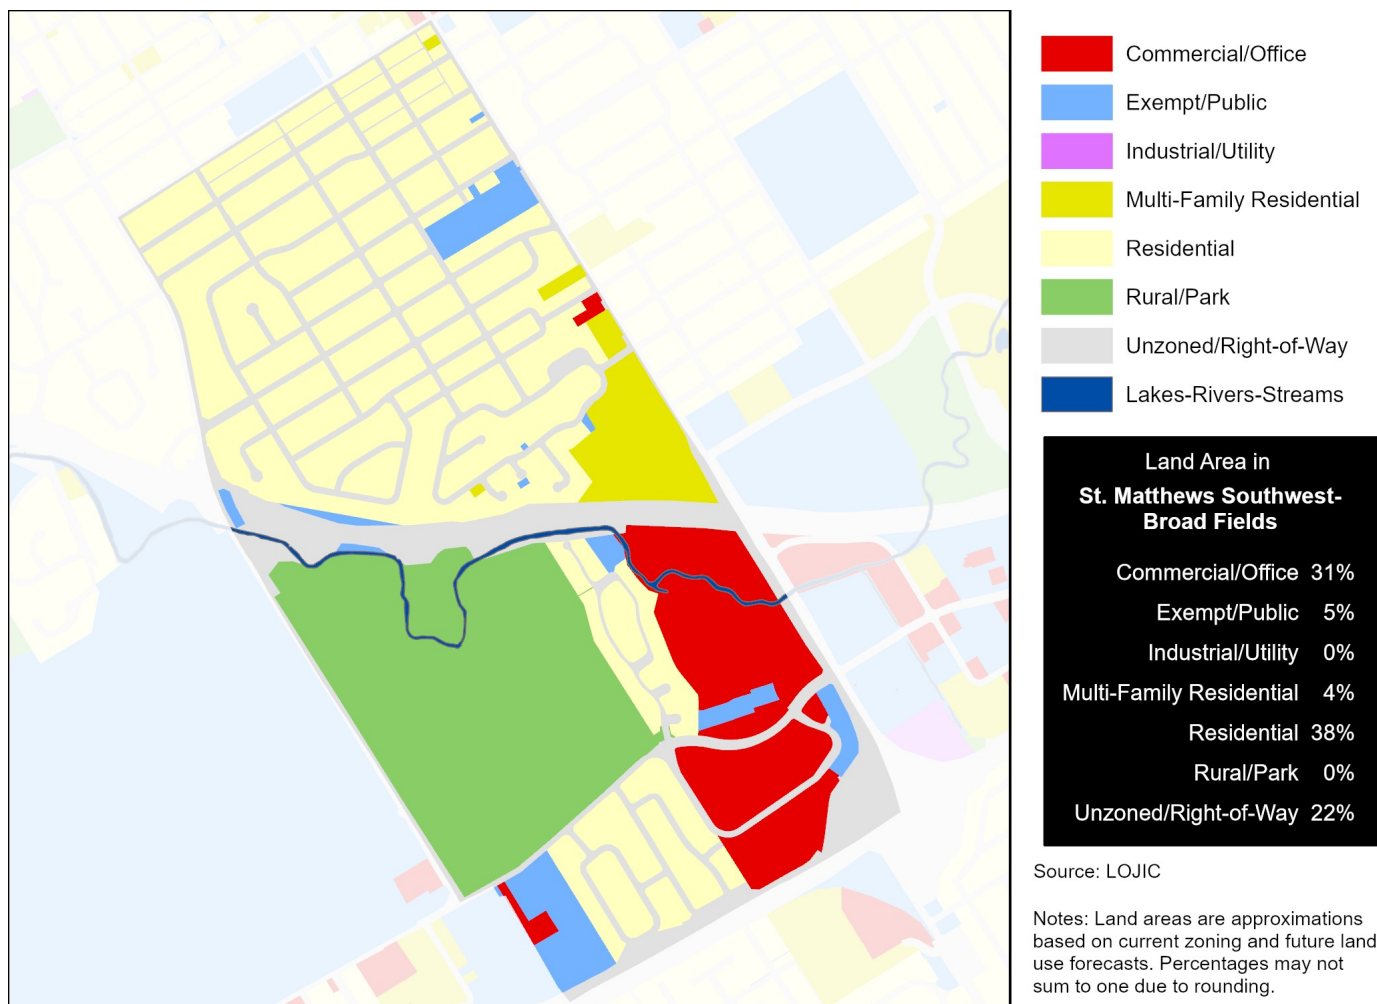 Commercial/Office
Exempt/Public
Industrial/Utility
Multi-Family Residential
Residential
Rural/Park
Unzoned/Right-of-Way
Lakes-Rivers-Streams
Land Area in
St. Matthews Southwest-
Broad Fields
Commercial/Office 31%
Exempt/Public 5%
Industrial/Utility 0%
Multi-Family Residential 4%
Residential 38%
Rural/Park 0%
Unzoned/Right-of-Way 22%
Source: LOJIC
Notes: Land areas are approximations
based on current zoning and future land
use forecasts. Percentages may not
sum to one due to rounding.